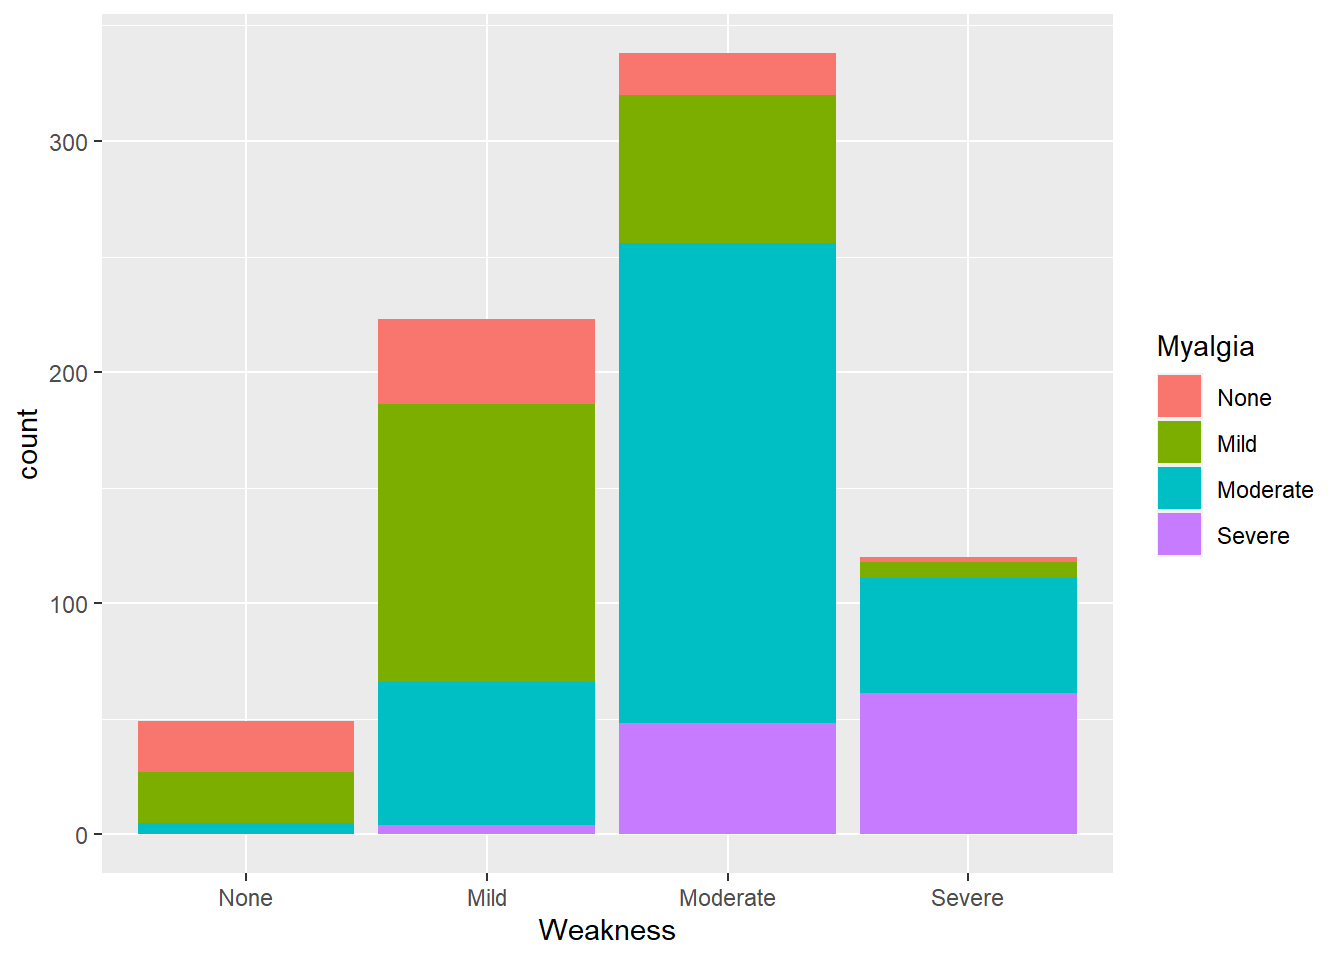 300
200
100
0
count
None
Mild
Moderate
Severe
Weakness
Myalgia
None
Mild
Moderate
Severe